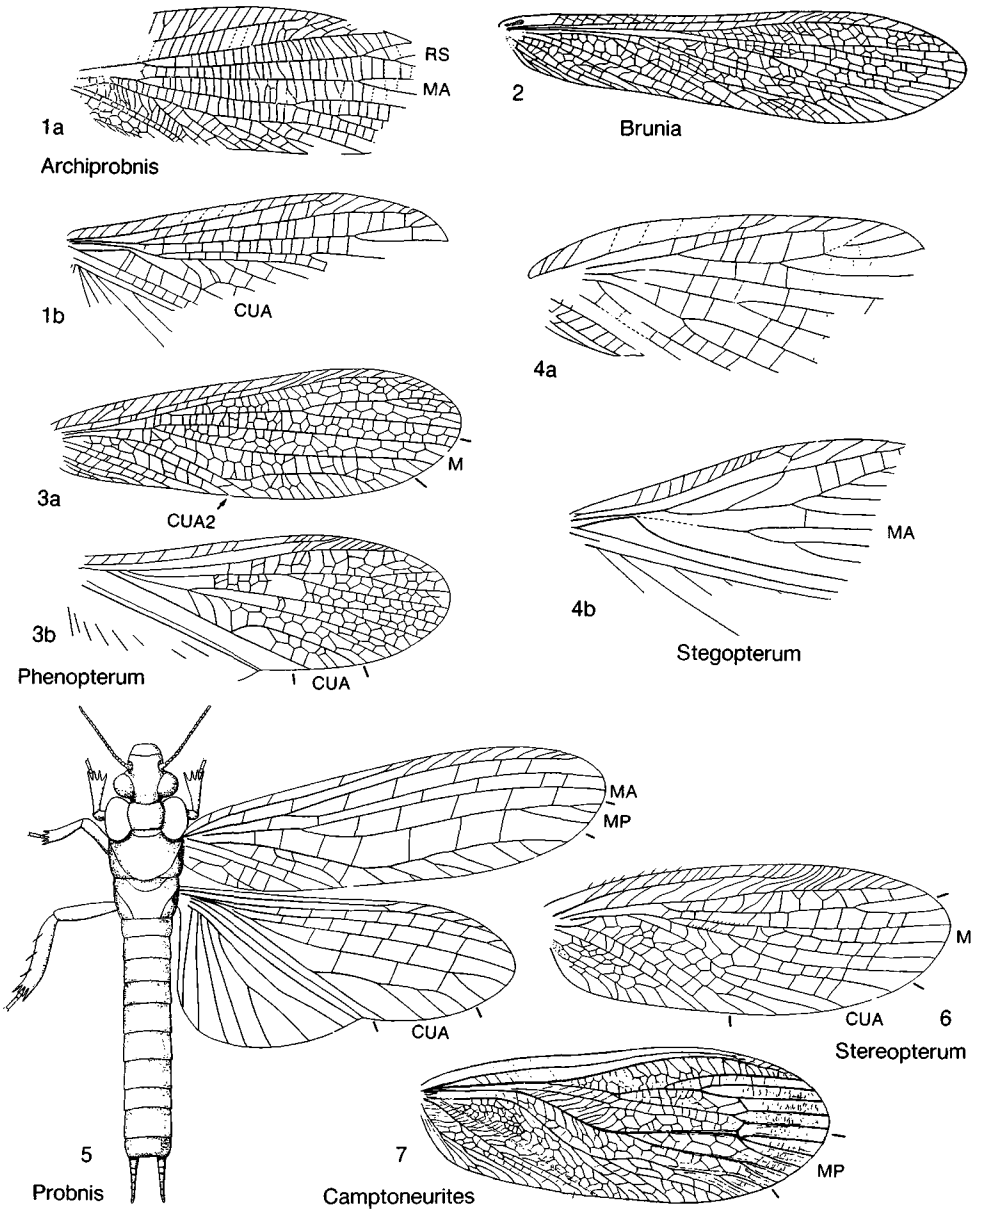 RS
MA
1a
Archiprobnis
2
Brunia
1b
CUA
4a
3a
M
CUA2
4b
MA
3b
Phenopterum
CUA
Stegopterum
MA
MP
5
Probnis
CUA
M
CUA
6
Stereopterum
7
MP
Camptoneurites